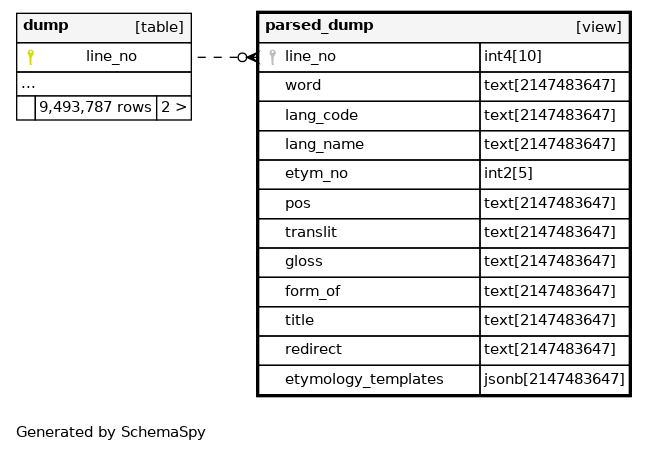 dump [table]
line_no
...
9,493,787 rows 2 >
parsed_dump [view]
line_no int4[10]
word text[2147483647]
lang_code text[2147483647]
lang_name text[2147483647]
etym_no int2[5]
pos text[2147483647]
translit text[2147483647]
gloss text[2147483647]
form_of text[2147483647]
title text[2147483647]
redirect text[2147483647]
etymology_templates jsonb[2147483647]
Generated by SchemaSpy